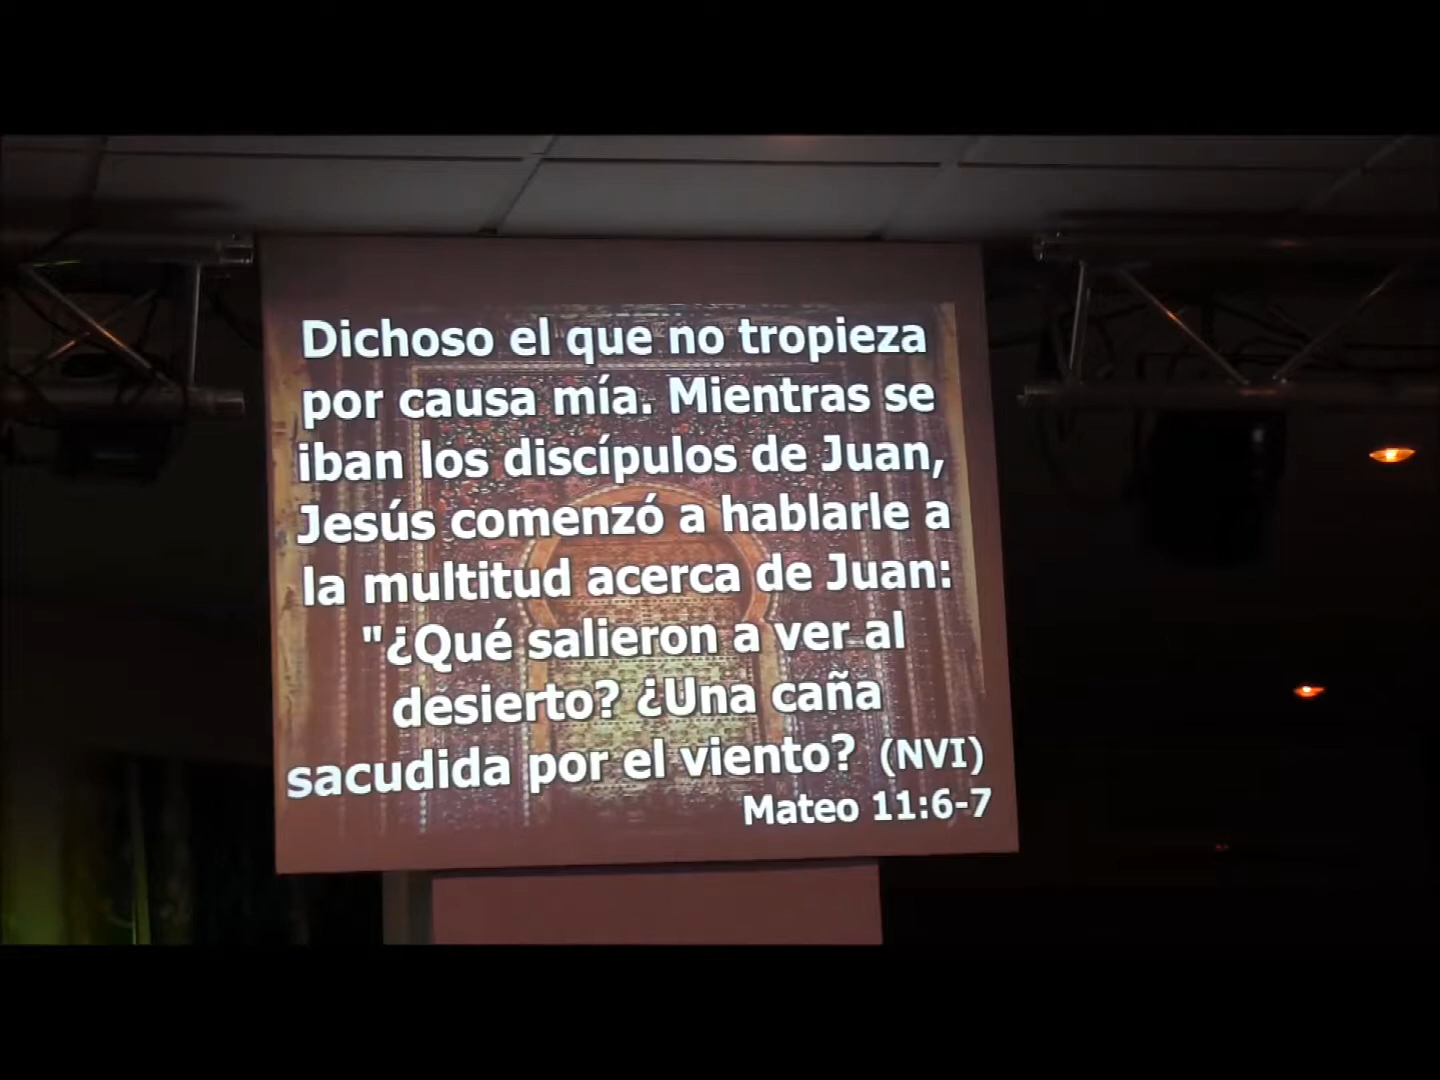 Dichoso el que no tropieza
por causa mía. Mientras se
iban los discípulos de Juan,
Jesús comenzó a hablarle a
la multitud acerca de Juan:
"¿Qué salieron a ver al
desierto? ¿Una caña
sacudida por el viento? (NVI)
Mateo 11:6-7